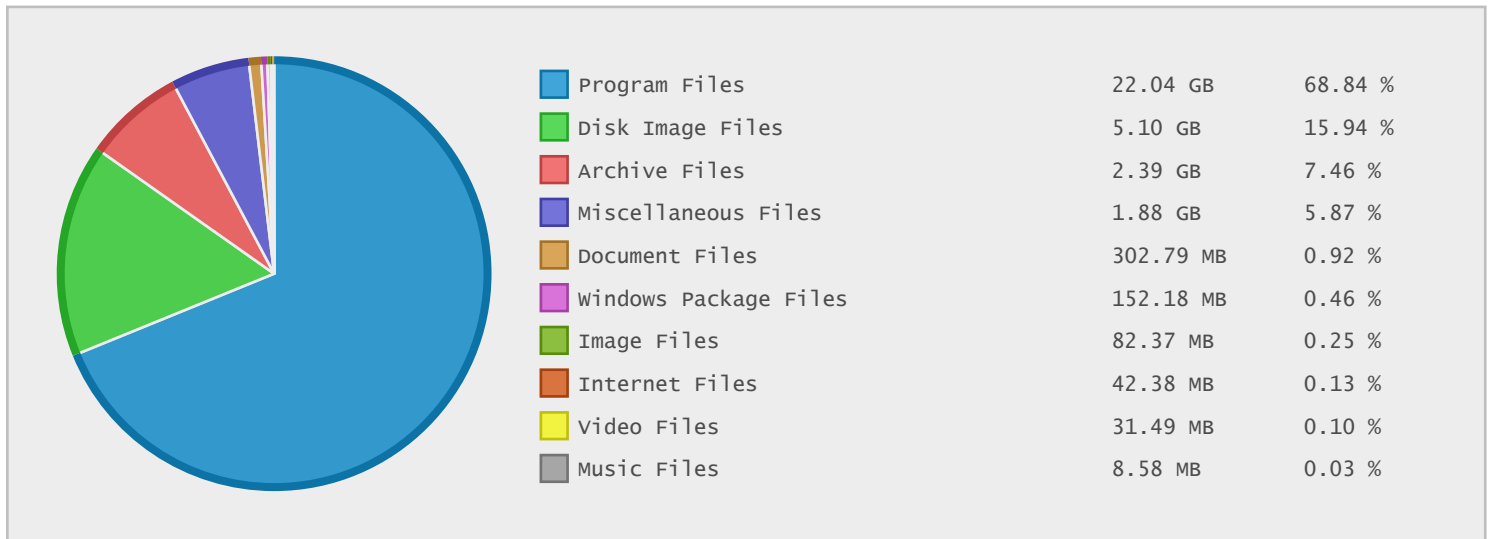 Program Files 22.04 GB 68.84 %
Disk Image Files 5.10 GB 15.94 %
Archive Files 2.39 GB 7.46 %
Miscellaneous Files 1.88 GB 5.87 %
Document Files 302.79 MB 0.92 %
Windows Package Files 152.18 MB 0.46 %
Image Files 82.37 MB 0.25 %
Internet Files 42.38 MB 0.13 %
Video Files 31.49 MB 0.10 %
Music Files 8.58 MB 0.03 %